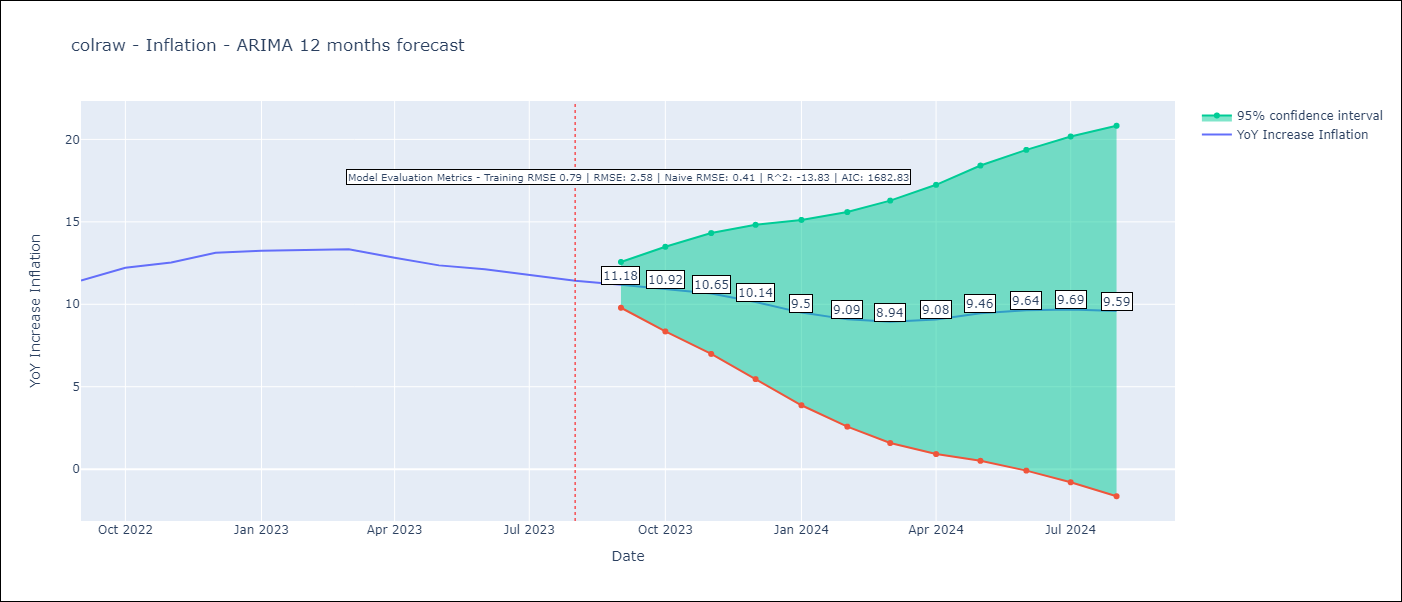 colraw - Inflation - ARIMA 12 months forecast
95% confidence interval
YoY Increase Inflation
Model Evaluation Metrics - Training RMSE 0.79 | RMSE: 2.58 | Naive RMSE: 0.41 | R^2: -13.83 | AIC: 1682.83
YoY Increase Inflation
20
15
10
5
0
11.18
10.92
10.65
10.14
9.5
9.09
8.94
9.08
9.46
9.64
9.69
9.59
Oct 2022
Jan 2023
Apr 2023
Jul 2023
Oct 2023
Jan 2024
Apr 2024
Jul 2024
Date